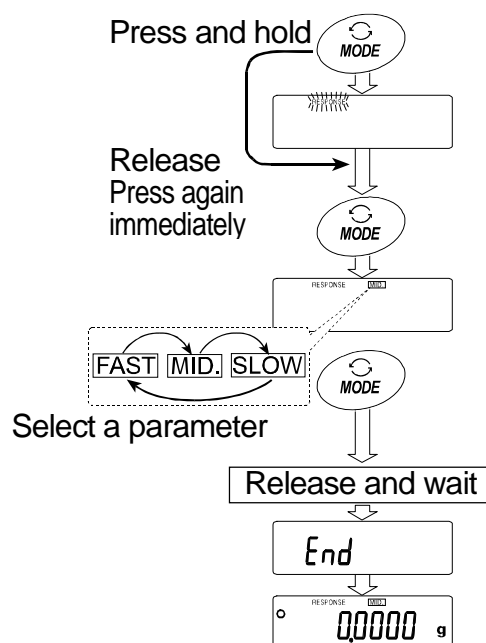 Press and hold
MODE
RESPONSE
Release
Press again
immediately
MODE
RESPONSE MID.
FAST MID. SLOW
MODE
Select a parameter
Release and wait
End
RESPONSE MID.
0.0000 g